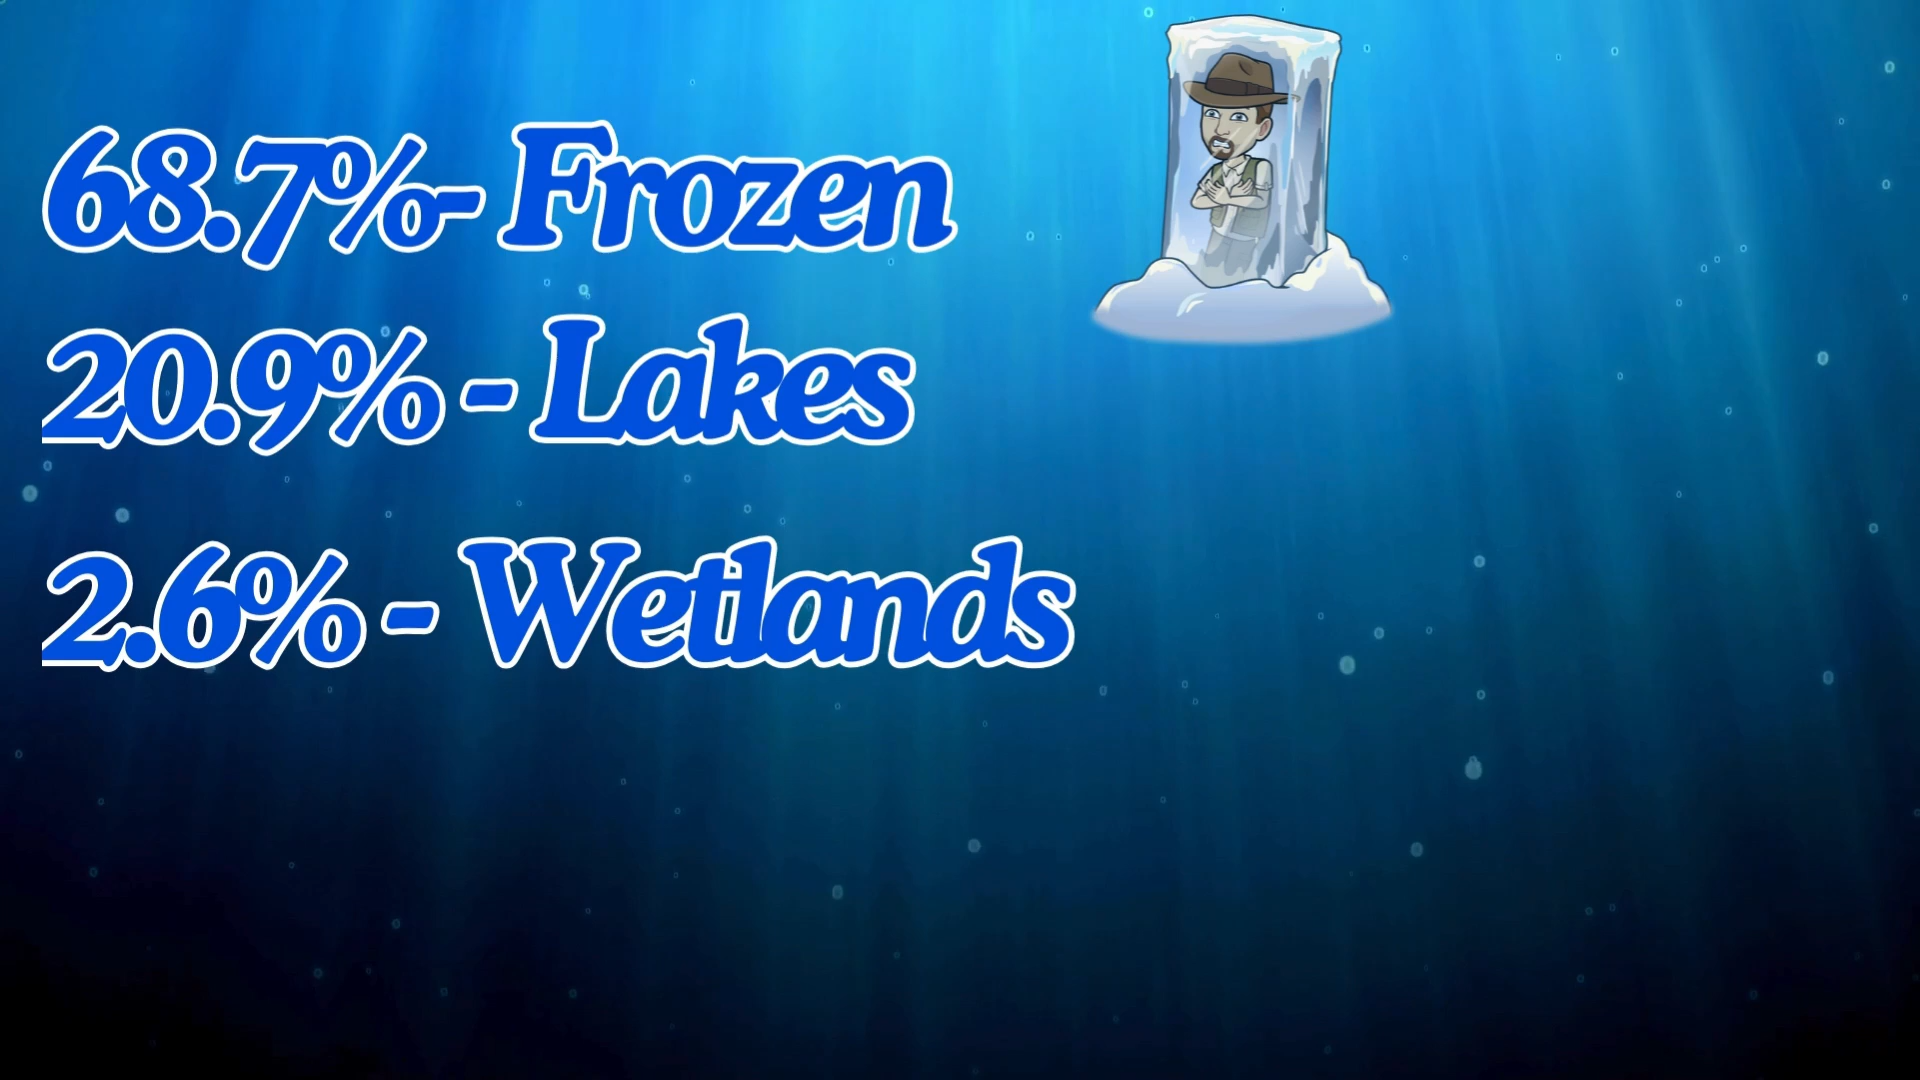 68.7%- Frozen
20.9% - Lakes
2.6% - Wetlands